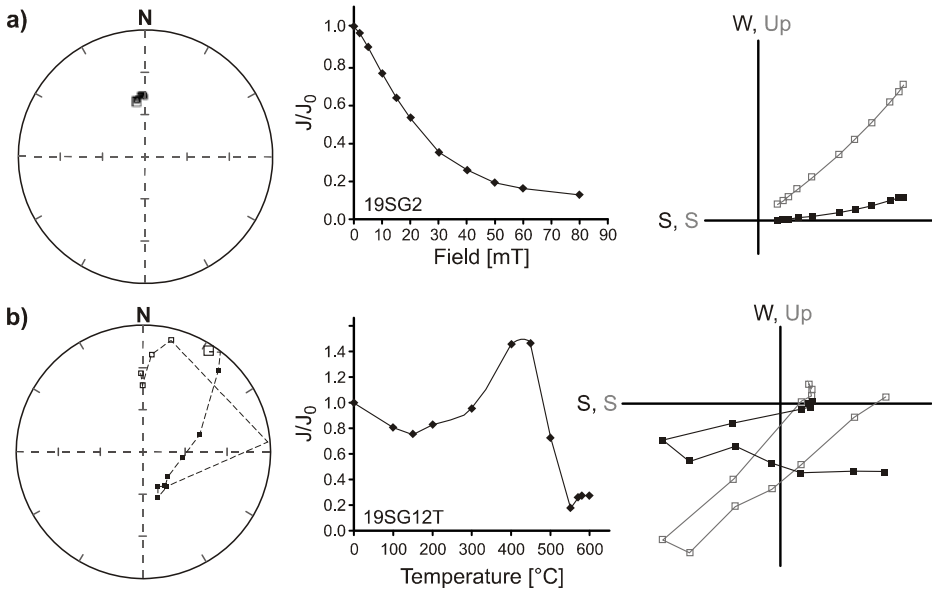 a)
N
J/J₀
1.0
0.8
0.6
0.4
0.2
0.0
19SG2
0 10 20 30 40 50 60 70 80 90
Field [mT]
W, Up
S, S
b)
N
J/J₀
1.4
1.2
1.0
0.8
0.6
0.4
0.2
0.0
19SG12T
0 100 200 300 400 500 600
Temperature [°C]
W, Up
S, S